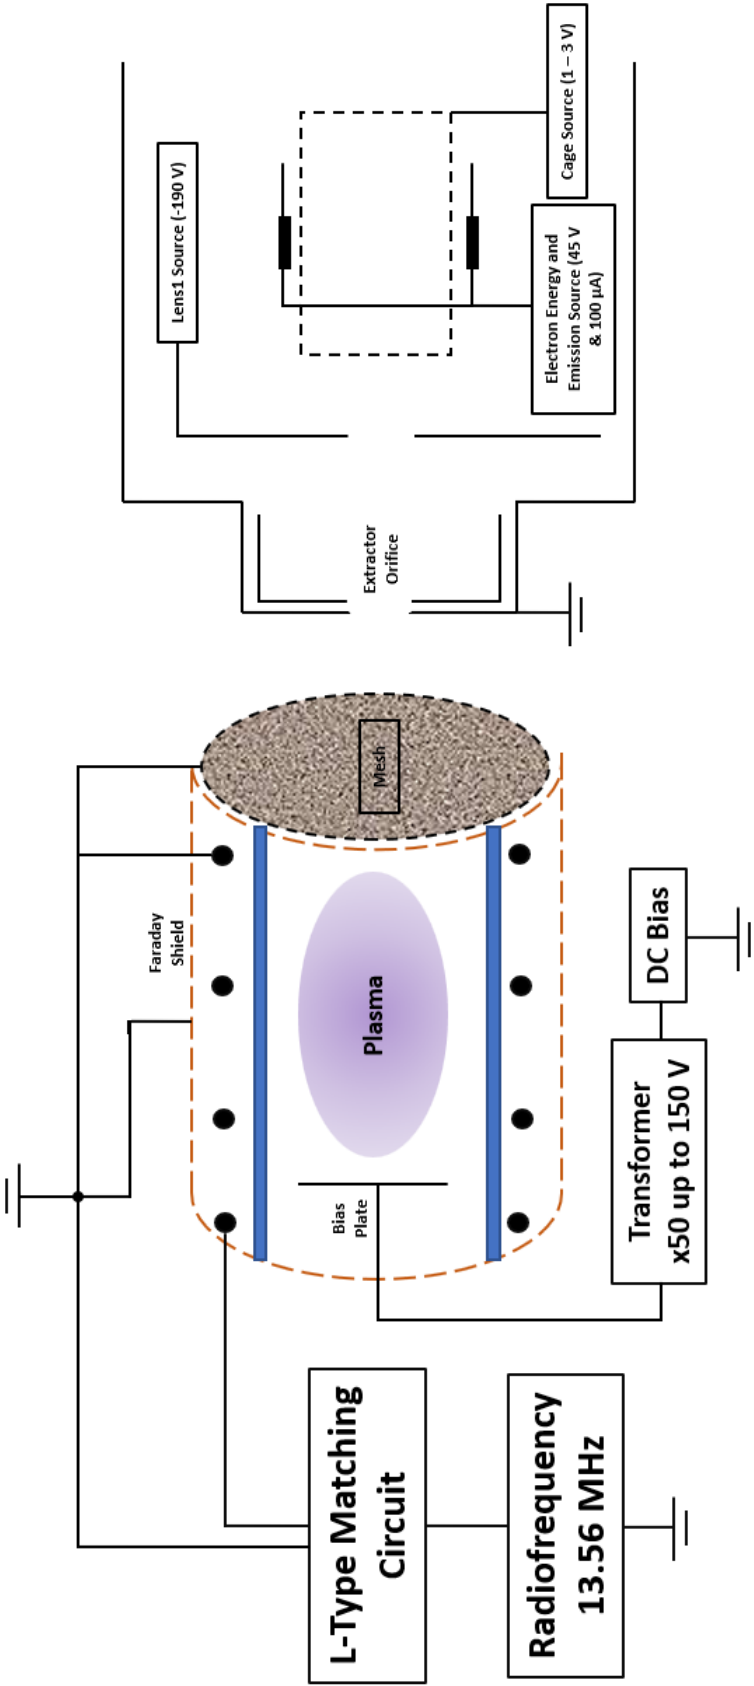 L-Type Matching
Circuit
Radiofrequency
13.56 MHz
Bias
Plate
Plasma
Faraday
Shield
Mesh
Transformer
x50 up to 150 V
DC Bias
Extractor
Orifice
Lens1 Source (-190 V)
Electron Energy and
Emission Source (45 V
& 100 µA)
Cage Source (1 – 3 V)